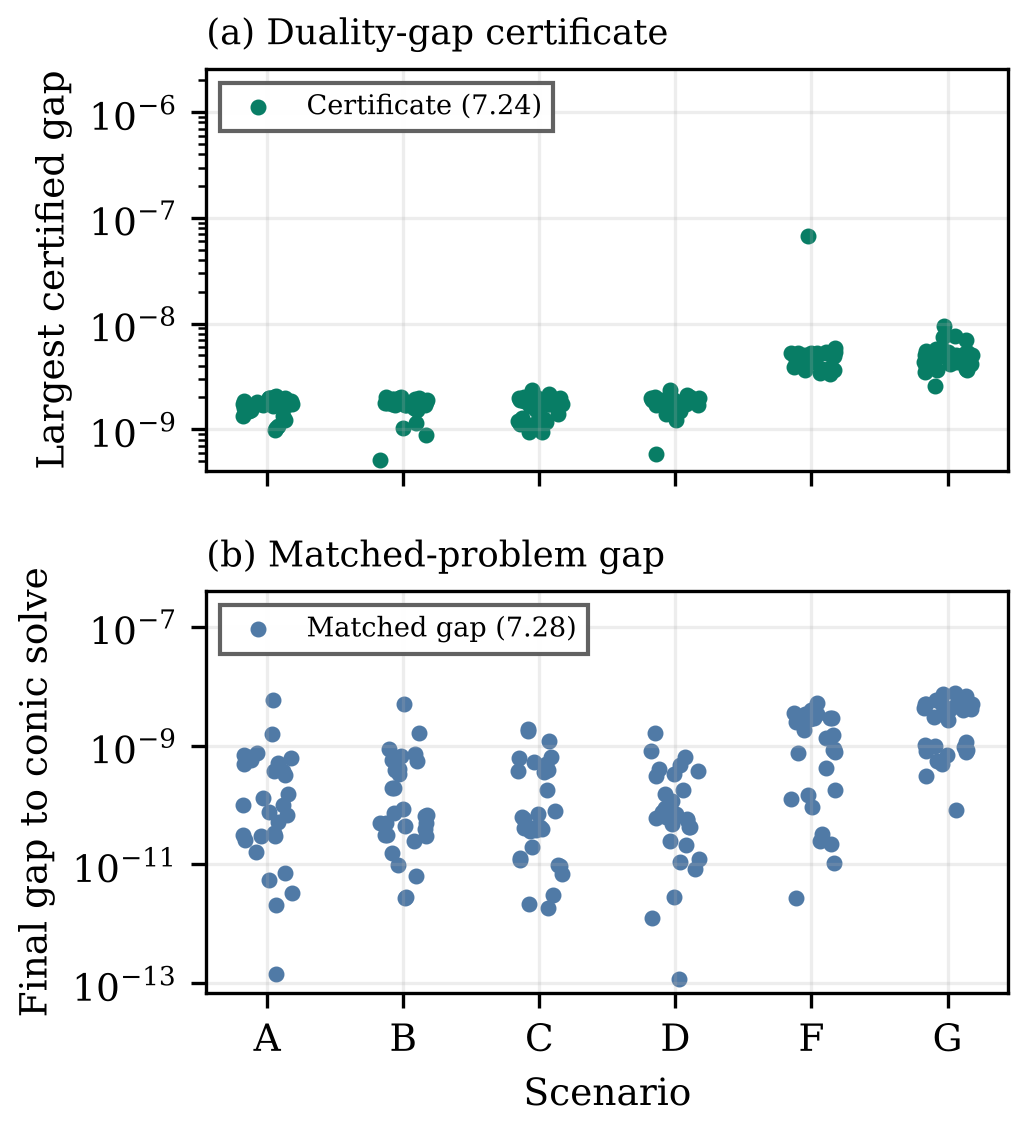 (a) Duality-gap certificate
Largest certified gap
10⁻⁶
10⁻⁷
10⁻⁸
10⁻⁹
Certificate (7.24)
(b) Matched-problem gap
Final gap to conic solve
10⁻⁷
10⁻⁹
10⁻¹¹
10⁻¹³
Matched gap (7.28)
A B C D F G
Scenario